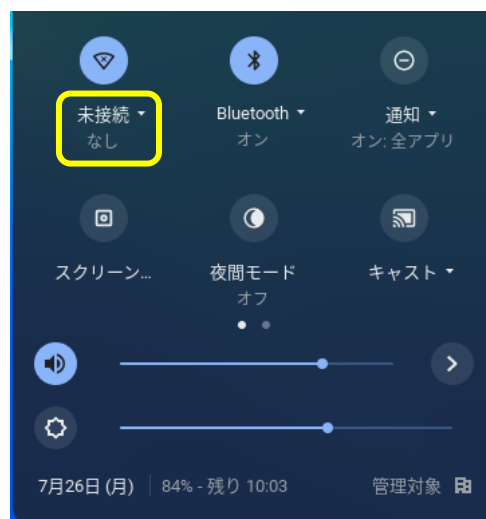 未接続
なし
Bluetooth
オン
通知
オン: 全アプリ
スクリーン...
夜間モード
オフ
キャスト
7月26日 (月)
84% - 残り 10:03
管理対象